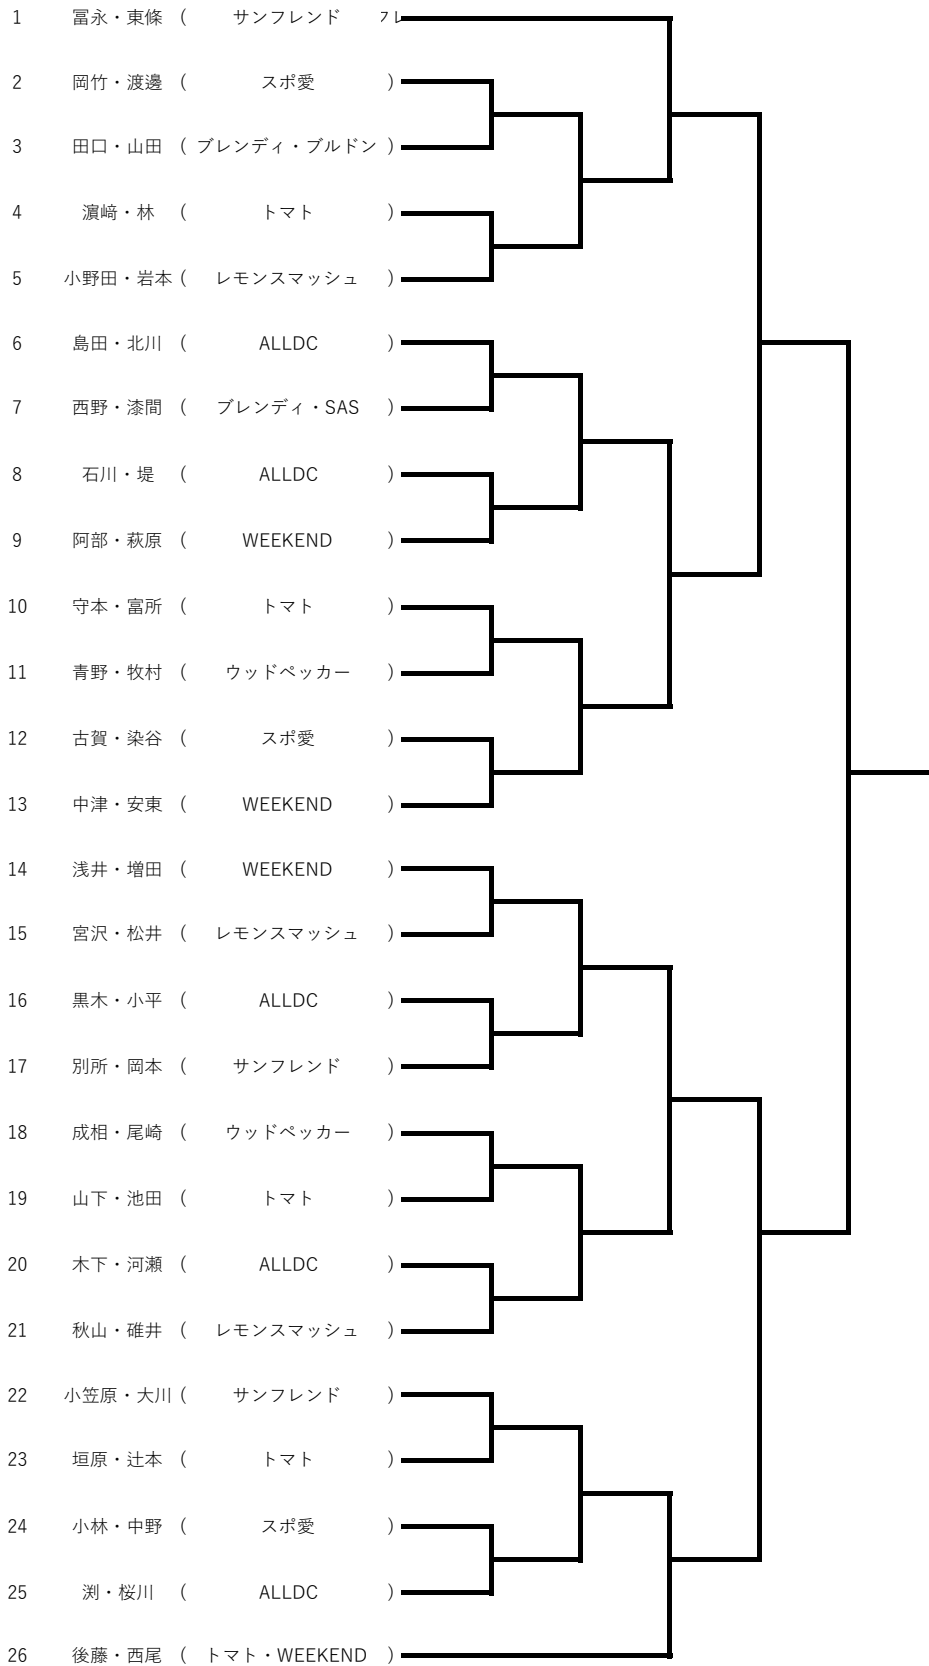 1 冨永・東條 ( サンフレンド フレ
2 岡竹・渡邊 ( スポ愛 )
3 田口・山田 ( ブレンディ・ブルドン )
4 濵﨑・林 ( トマト )
5 小野田・岩本 ( レモンスマッシュ )
6 島田・北川 ( ALLDC )
7 西野・漆間 ( ブレンディ・SAS )
8 石川・堤 ( ALLDC )
9 阿部・萩原 ( WEEKEND )
10 守本・富所 ( トマト )
11 青野・牧村 ( ウッドペッカー )
12 古賀・染谷 ( スポ愛 )
13 中津・安東 ( WEEKEND )
14 浅井・増田 ( WEEKEND )
15 宮沢・松井 ( レモンスマッシュ )
16 黒木・小平 ( ALLDC )
17 別所・岡本 ( サンフレンド )
18 成相・尾崎 ( ウッドペッカー )
19 山下・池田 ( トマト )
20 木下・河瀬 ( ALLDC )
21 秋山・碓井 ( レモンスマッシュ )
22 小笠原・大川 ( サンフレンド )
23 垣原・辻本 ( トマト )
24 小林・中野 ( スポ愛 )
25 渕・桜川 ( ALLDC )
26 後藤・西尾 ( トマト・WEEKEND )